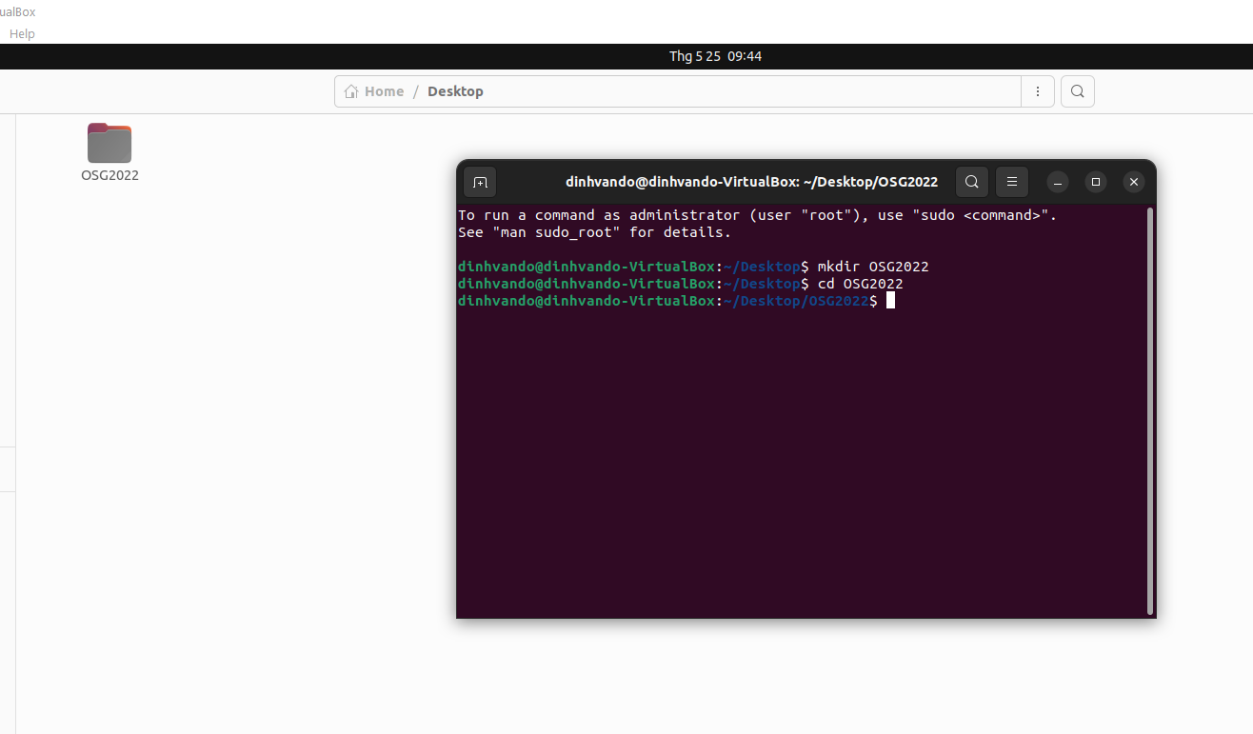 ualBox
Help
Thg 5 25 09:44
Home / Desktop
OSG2022
dinhvando@dinhvando-VirtualBox: ~/Desktop/OSG2022
To run a command as administrator (user "root"), use "sudo <command>".
See "man sudo_root" for details.
dinhvando@dinhvando-VirtualBox:~/Desktop$ mkdir OSG2022
dinhvando@dinhvando-VirtualBox:~/Desktop$ cd OSG2022
dinhvando@dinhvando-VirtualBox:~/Desktop/OSG2022$